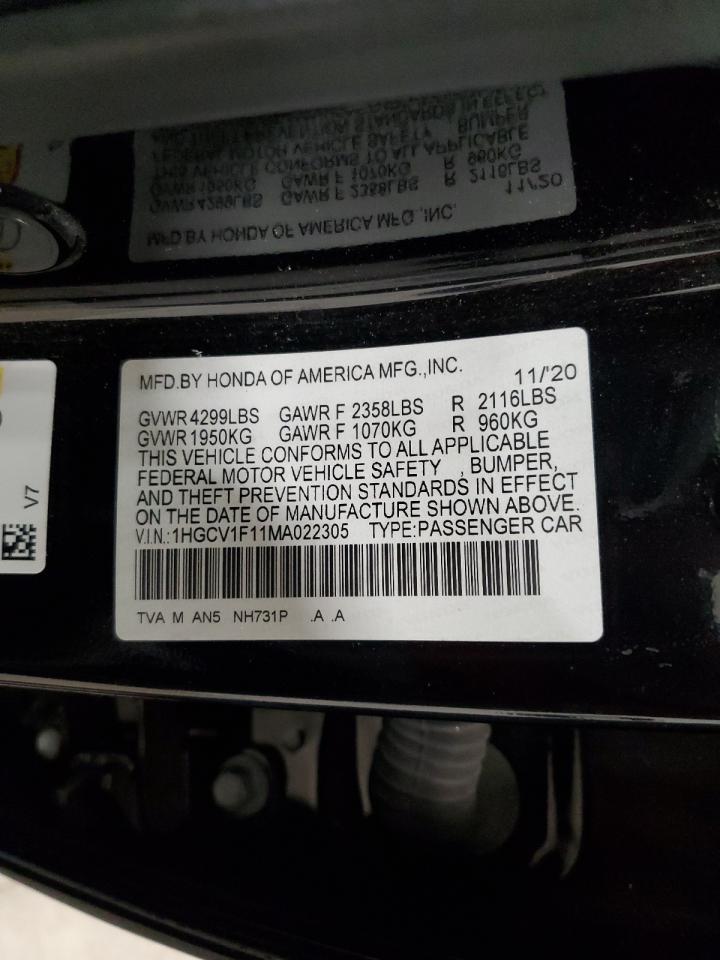 MFD.BY HONDA OF AMERICA MFG.,INC. 11/'20
GVWR 4299LBS GAWR F 2358LBS R 2116LBS
GVWR 1950KG GAWR F 1070KG R 960KG
THIS VEHICLE CONFORMS TO ALL APPLICABLE
FEDERAL MOTOR VEHICLE SAFETY , BUMPER,
AND THEFT PREVENTION STANDARDS IN EFFECT
ON THE DATE OF MANUFACTURE SHOWN ABOVE.
V.I.N.:1HGCV1F11MA022305 TYPE:PASSENGER CAR
TVA M AN5 NH731P .A .A
V7